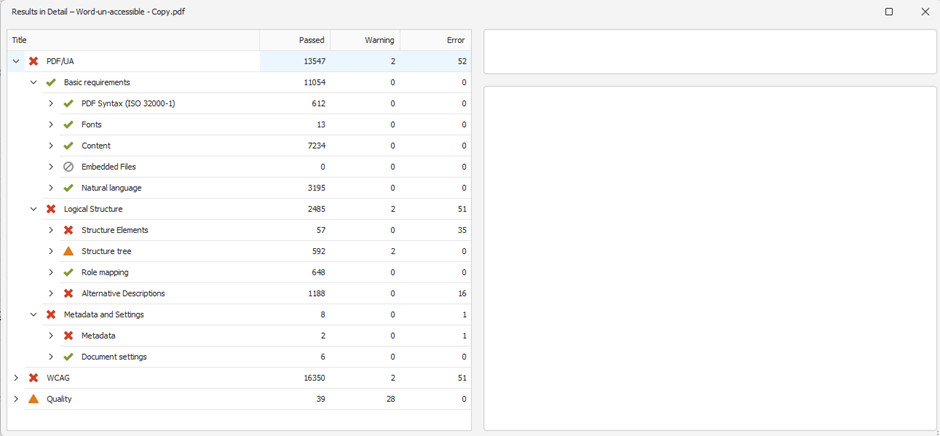 Results in Detail – Word-un-accessible - Copy.pdf
Title Passed Warning Error
PDF/UA 13547 2 52
Basic requirements 11054 0 0
PDF Syntax (ISO 32000-1) 612 0 0
Fonts 13 0 0
Content 7234 0 0
Embedded Files 0 0 0
Natural language 3195 0 0
Logical Structure 2485 2 51
Structure Elements 57 0 35
Structure tree 592 2 0
Role mapping 648 0 0
Alternative Descriptions 1188 0 16
Metadata and Settings 8 0 1
Metadata 2 0 1
Document settings 6 0 0
WCAG 16350 2 51
Quality 39 28 0